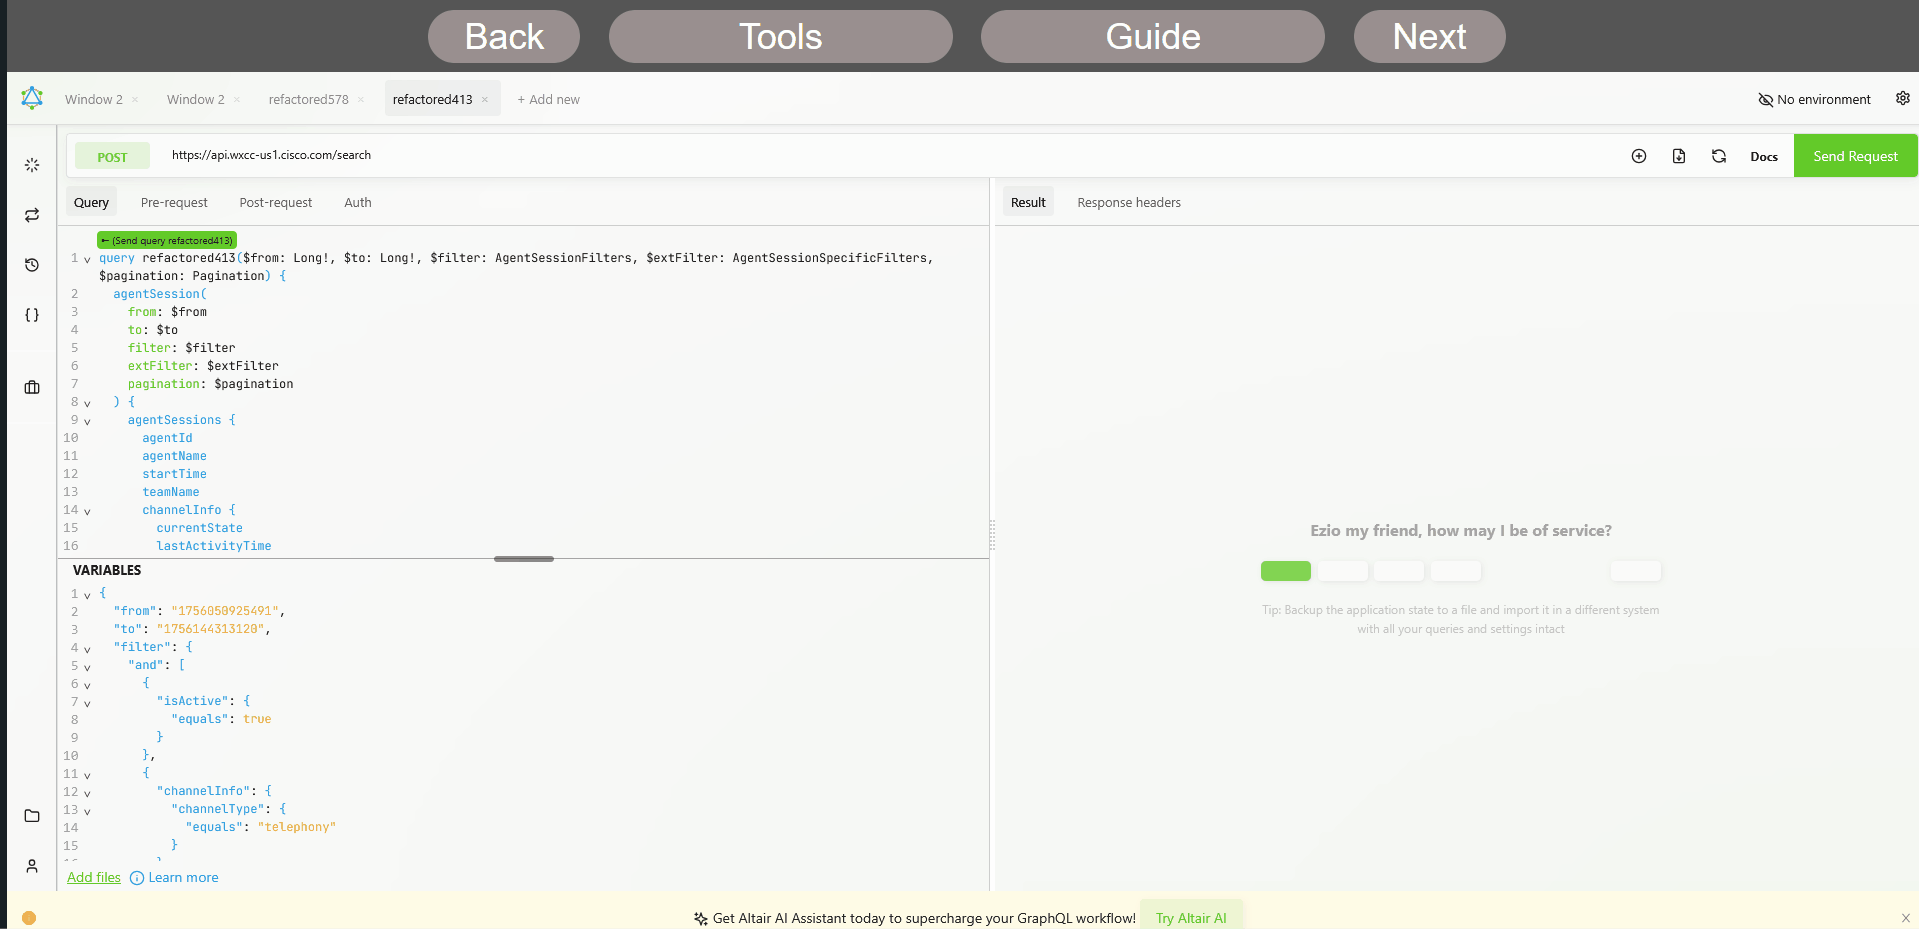 Back Tools Guide Next
Window 2 × Window 2 × refactored578 × refactored413 × + Add new No environment
POST https://api.wxcc-us1.cisco.com/search Docs Send Request
Query Pre-request Post-request Auth Result Response headers
← (Send query refactored413)
1 query refactored413($from: Long!, $to: Long!, $filter: AgentSessionFilters, $extFilter: AgentSessionSpecificFilters,
$pagination: Pagination) {
2 agentSession(
3 from: $from
4 to: $to
5 filter: $filter
6 extFilter: $extFilter
7 pagination: $pagination
8 ) {
9 agentSessions {
10 agentId
11 agentName
12 startTime
13 teamName
14 channelInfo {
15 currentState
16 lastActivityTime
VARIABLES
1 {
2 "from": "1756050925491",
3 "to": "1756144313120",
4 "filter": {
5 "and": [
6 {
7 "isActive": {
8 "equals": true
9 }
10 },
11 {
12 "channelInfo": {
13 "channelType": {
14 "equals": "telephony"
15 }
Add files Learn more
Ezio my friend, how may I be of service?
Tip: Backup the application state to a file and import it in a different system
with all your queries and settings intact
Get Altair AI Assistant today to supercharge your GraphQL workflow! Try Altair AI